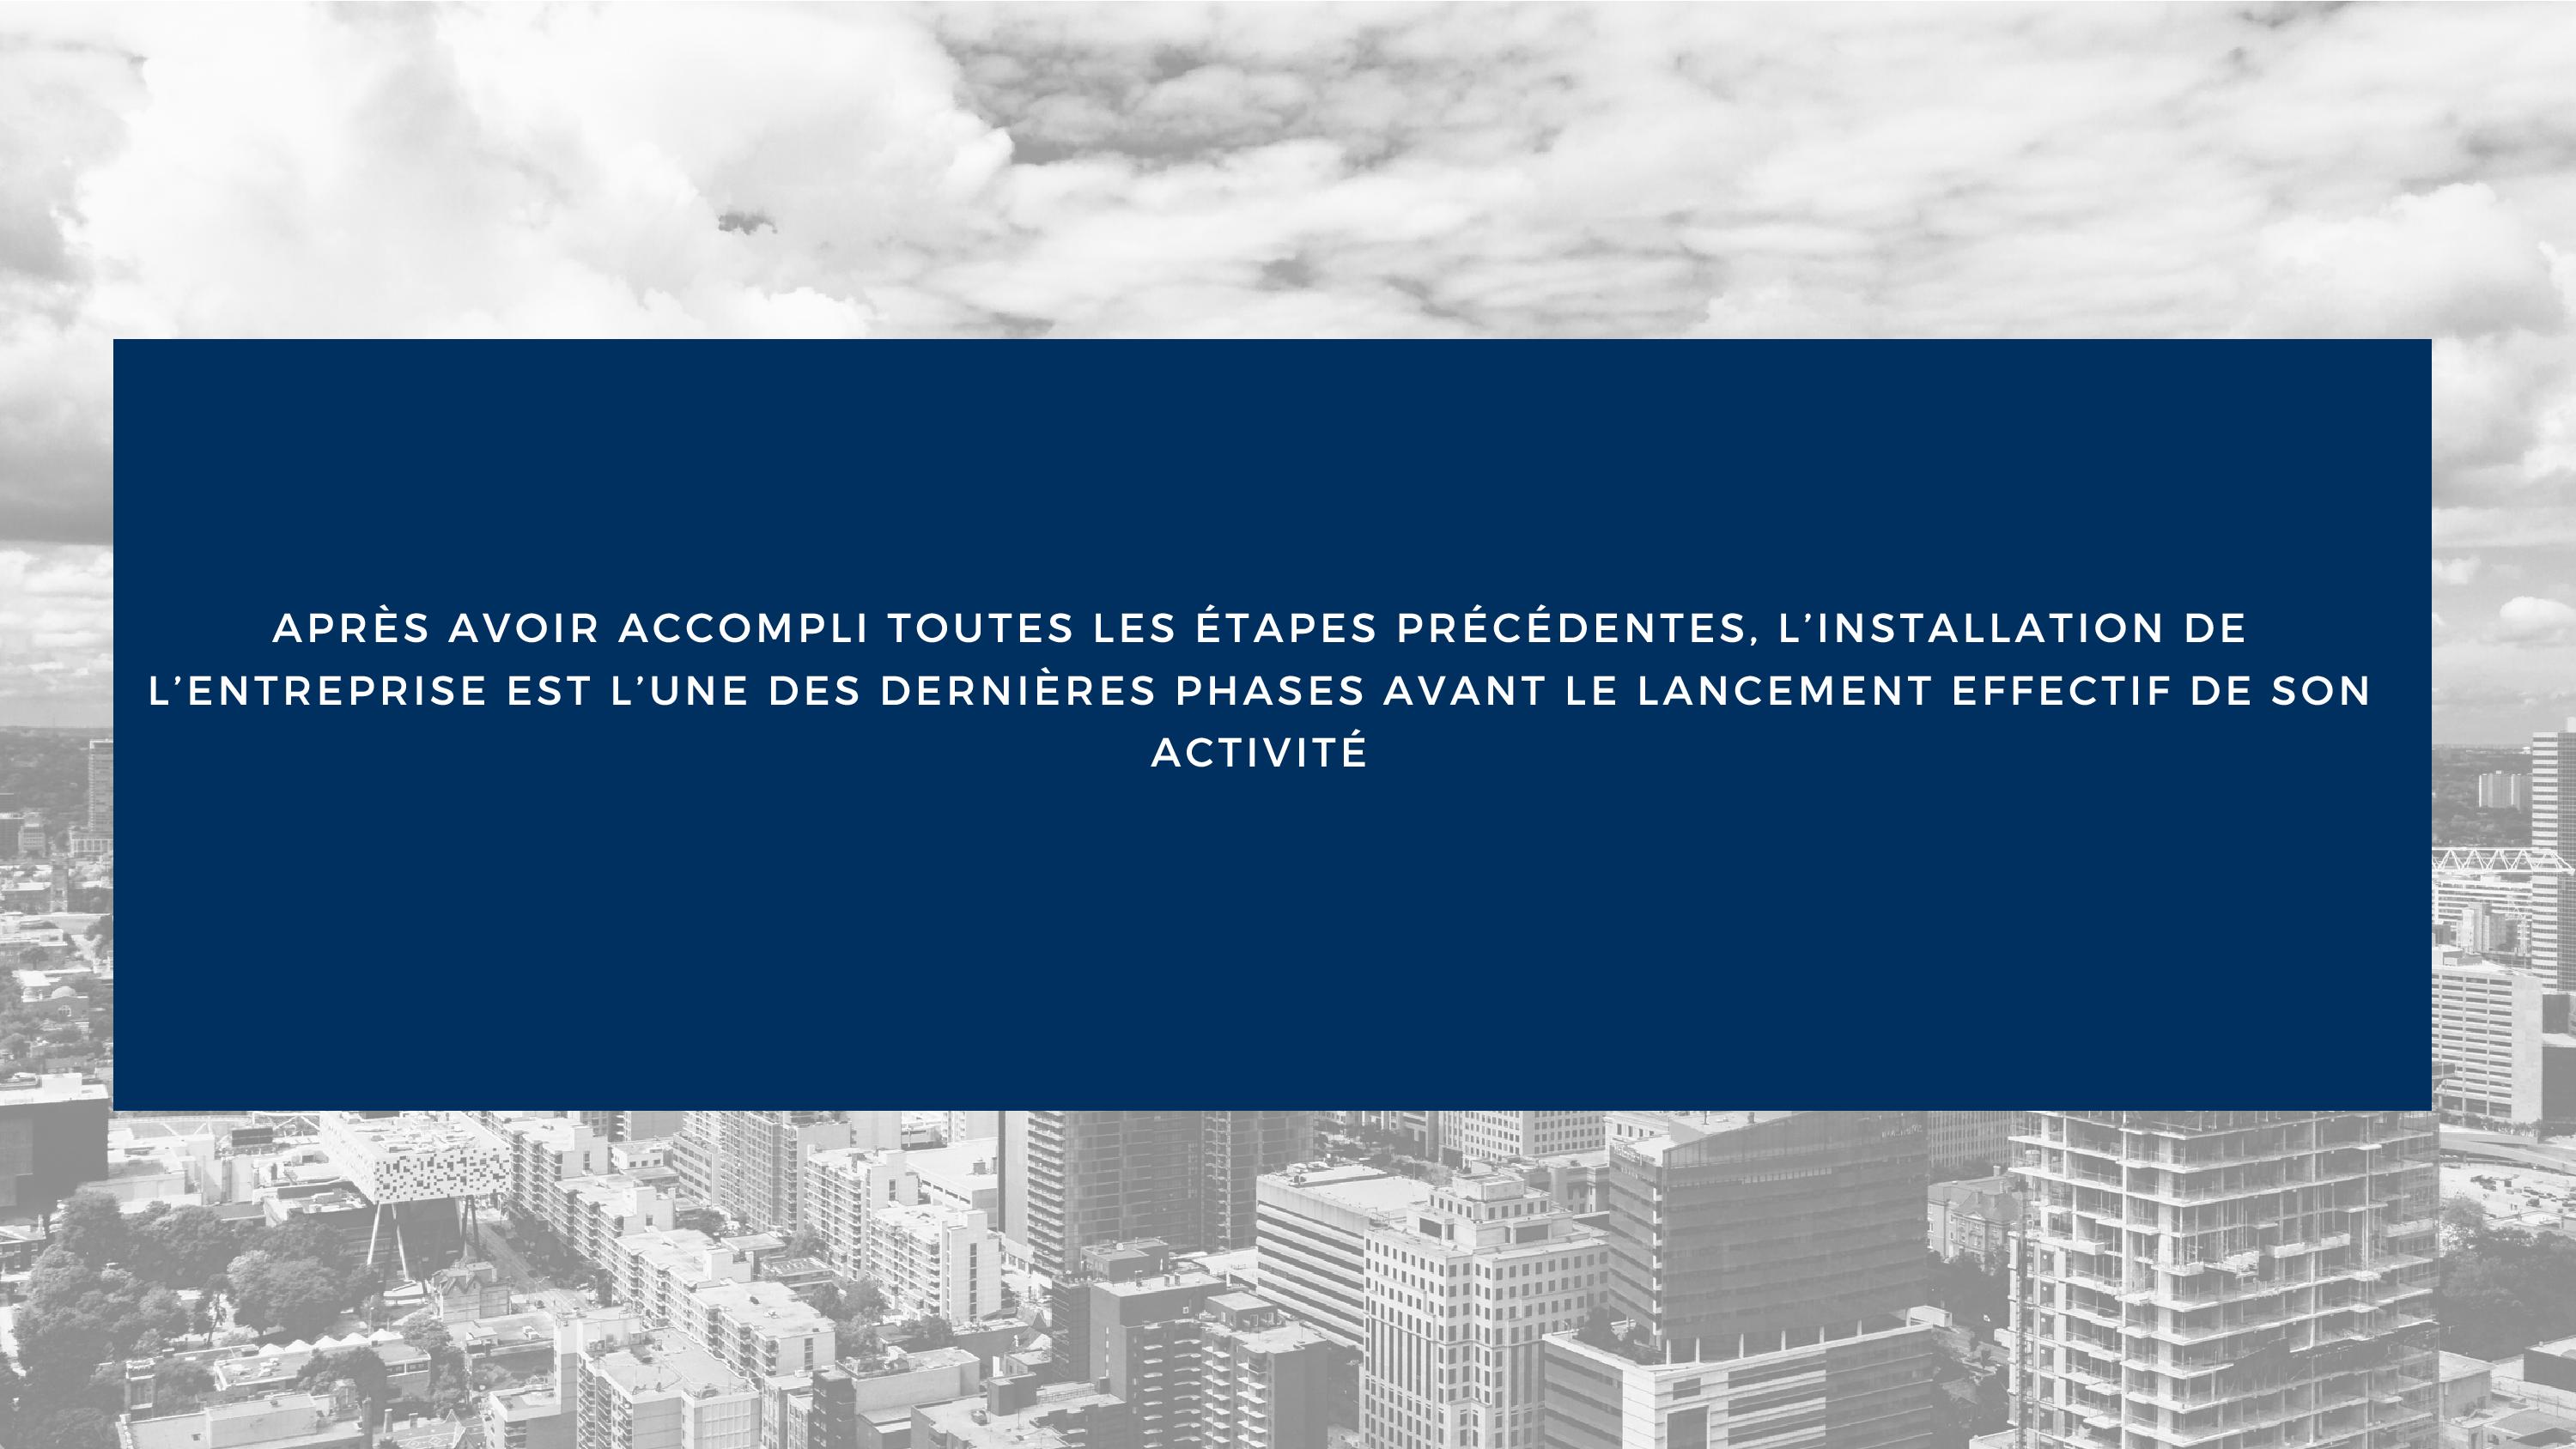 APRÈS AVOIR ACCOMPLI TOUTES LES ÉTAPES PRÉCÉDENTES, L’INSTALLATION DE
L’ENTREPRISE EST L’UNE DES DERNIÈRES PHASES AVANT LE LANCEMENT EFFECTIF DE SON
ACTIVITÉ